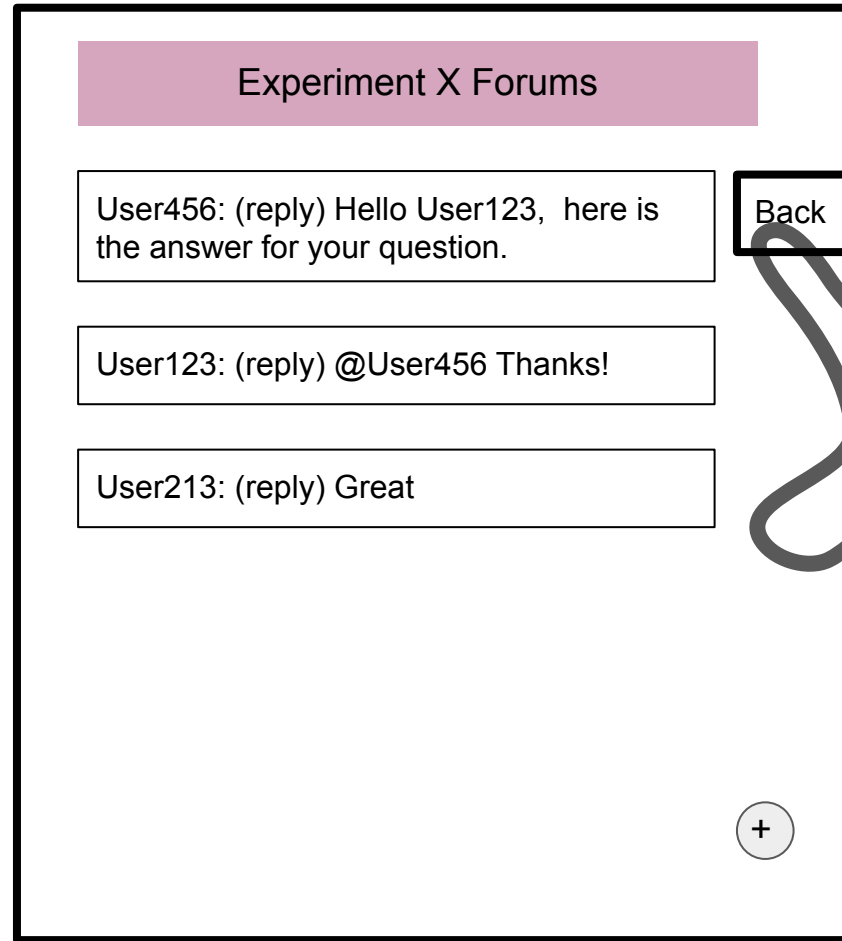 Experiment X Forums
User456: (reply) Hello User123,  here is
the answer for your question.
Back
User123: (reply) @User456 Thanks!
User213: (reply) Great
+